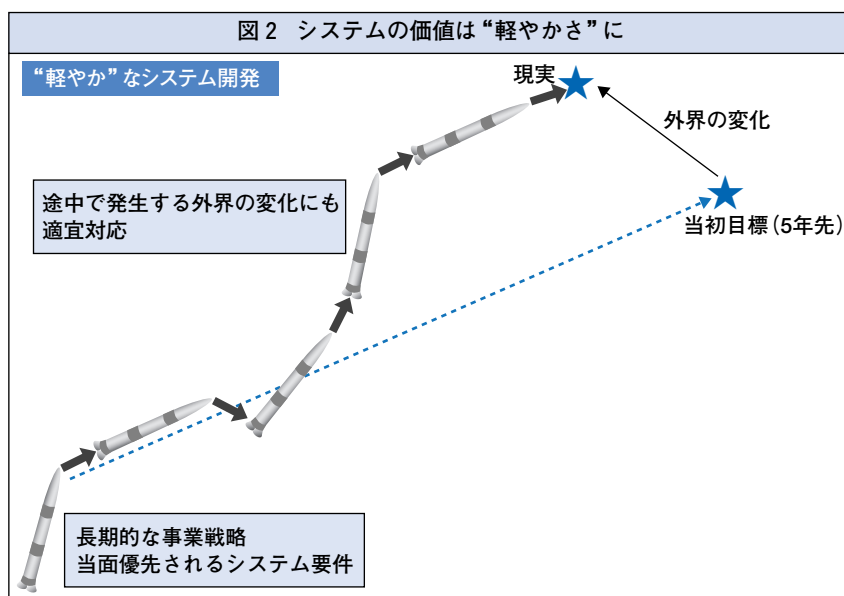 図2 システムの価値は“軽やかさ”に
“軽やか”なシステム開発
現実
外界の変化
途中で発生する外界の変化にも
適宜対応
当初目標(5年先)
長期的な事業戦略
当面優先されるシステム要件